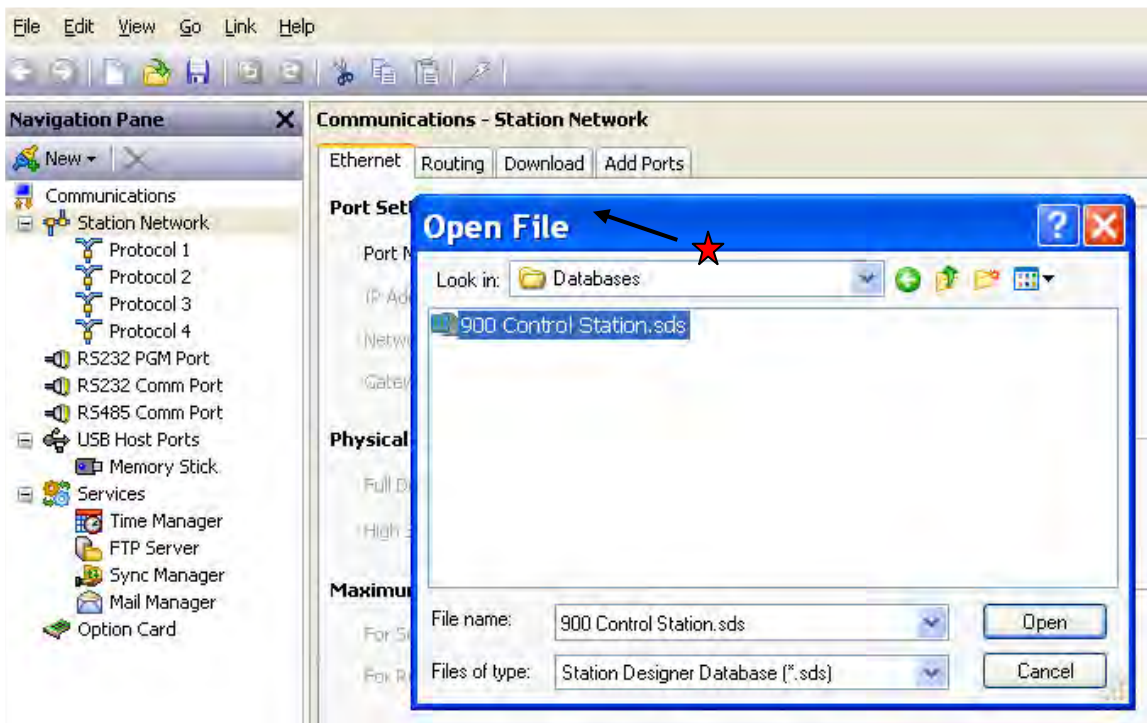 File Edit View Go Link Help
Navigation Pane
New
Communications
Station Network
Protocol 1
Protocol 2
Protocol 3
Protocol 4
RS232 PGM Port
RS232 Comm Port
RS485 Comm Port
USB Host Ports
Memory Stick
Services
Time Manager
FTP Server
Sync Manager
Mail Manager
Option Card
Communications - Station Network
Ethernet Routing Download Add Ports
Port
Port
Physical
For
For
Open File
Look in: Databases
900 Control Station.sds
File name: 900 Control Station.sds Open
Files of type: Station Designer Database (*.sds) Cancel